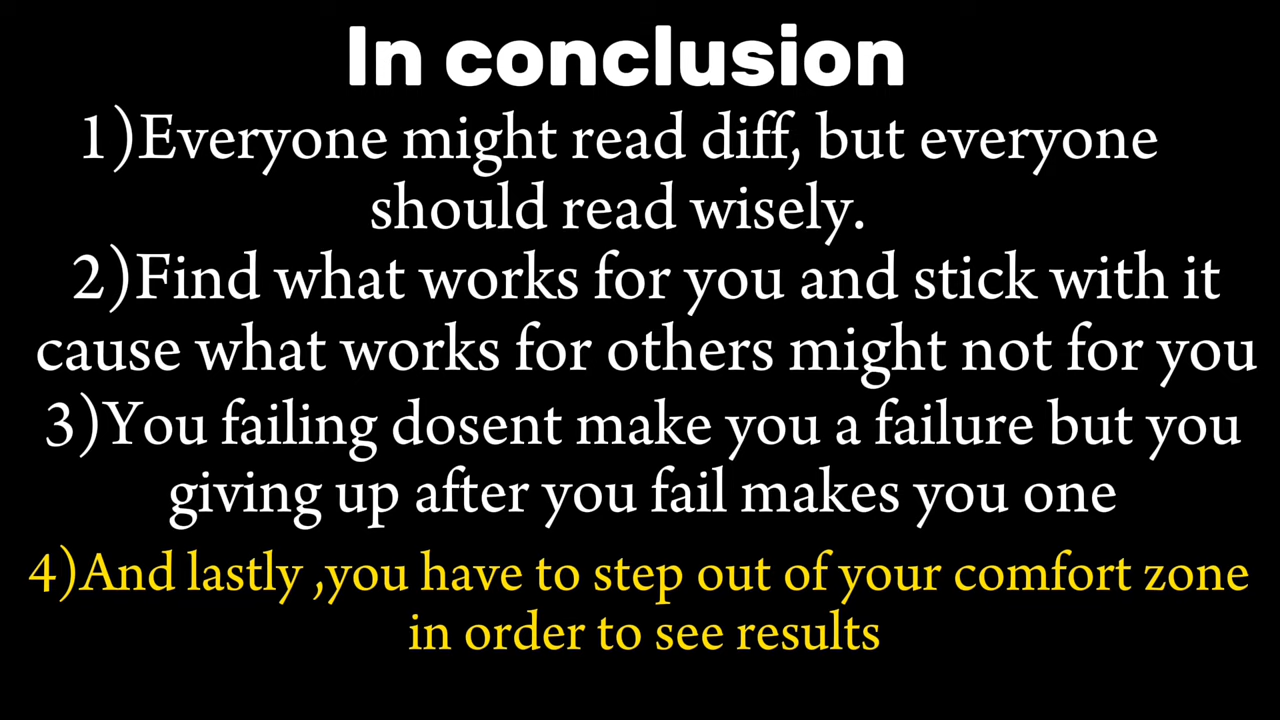 In conclusion
1)Everyone might read diff, but everyone
should read wisely.
2)Find what works for you and stick with it
cause what works for others might not for you
3)You failing dosent make you a failure but you
giving up after you fail makes you one
4)And lastly ,you have to step out of your comfort zone
in order to see results